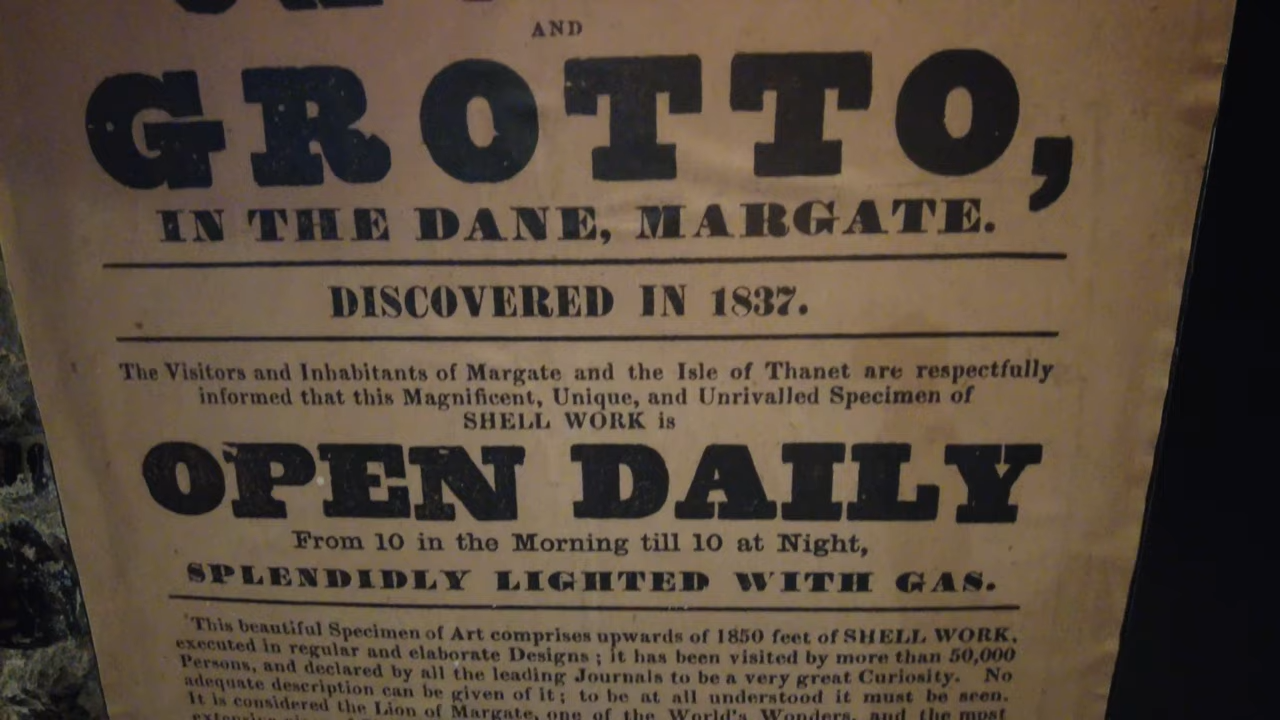 AND
GROTTO,
IN THE DANE, MARGATE.
DISCOVERED IN 1837.
The Visitors and Inhabitants of Margate and the Isle of Thanet are respectfully
informed that this Magnificent, Unique, and Unrivalled Specimen of
SHELL WORK is
OPEN DAILY
From 10 in the Morning till 10 at Night,
SPLENDIDLY LIGHTED WITH GAS.
This beautiful Specimen of Art comprises upwards of 1850 feet of SHELL WORK,
executed in regular and elaborate Designs ; it has been visited by more than 50,000
Persons, and declared by all the leading Journals to be a very great Curiosity. No
adequate description can be given of it ; to be at all understood it must be seen.
It is considered the Lion of Margate, one of the World's Wonders, and the most